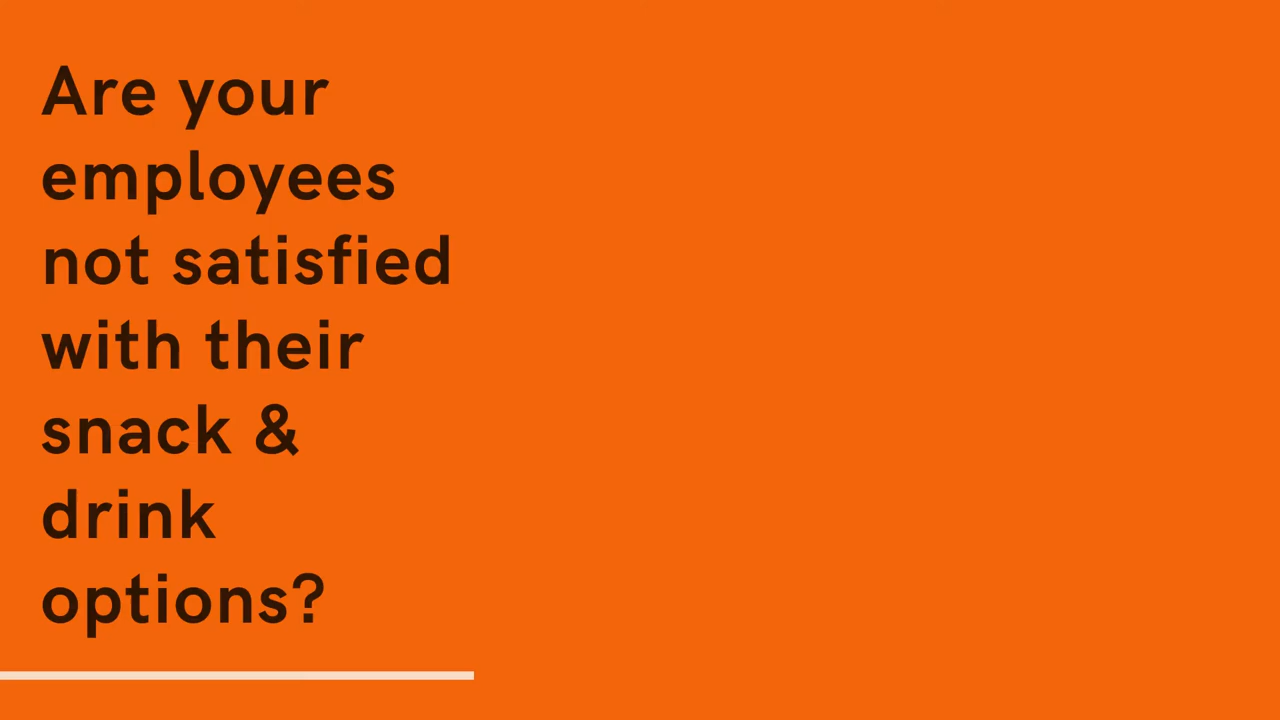 Are your
employees
not satisfied
with their
snack &
drink
options?